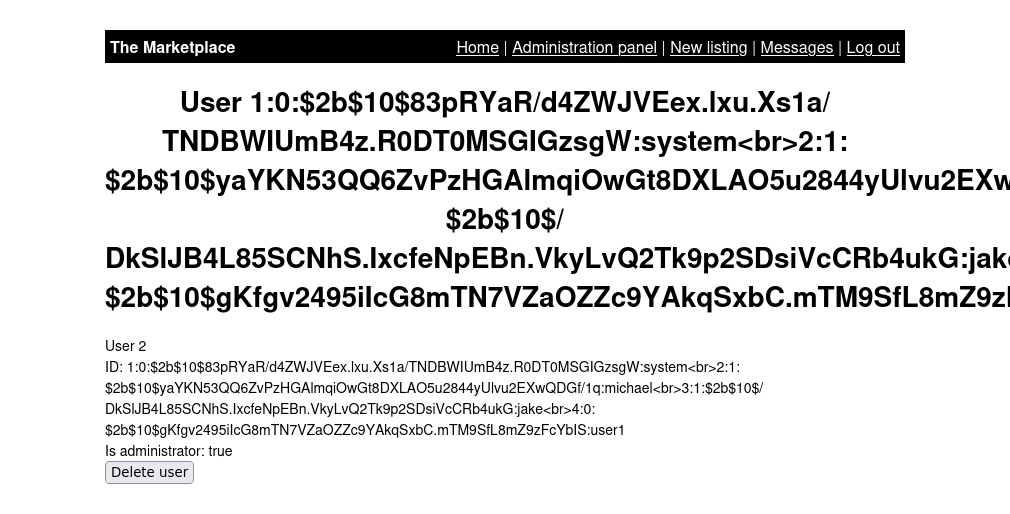 The Marketplace
Home | Administration panel | New listing | Messages | Log out
User 1:0:$2b$10$83pRYaR/d4ZWJVEex.lxu.Xs1a/
TNDBWIUmB4z.R0DT0MSGIGzsgW:system<br>2:1:
$2b$10$yaYKN53QQ6ZvPzHGAlmqiOwGt8DXLAO5u2844yUlvu2EXw
$2b$10$/
DkSlJB4L85SCNhS.IxcfeNpEBn.VkyLvQ2Tk9p2SDsiVcCRb4ukG:jake
$2b$10$gKfgv2495ilcG8mTN7VZaOZZc9YAkqSxbC.mTM9SfL8mZ9z
User 2
ID: 1:0:$2b$10$83pRYaR/d4ZWJVEex.lxu.Xs1a/TNDBWIUmB4z.R0DT0MSGIGzsgW:system<br>2:1:
$2b$10$yaYKN53QQ6ZvPzHGAlmqiOwGt8DXLAO5u2844yUlvu2EXwQDGf/1q:michael<br>3:1:$2b$10$/
DkSlJB4L85SCNhS.IxcfeNpEBn.VkyLvQ2Tk9p2SDsiVcCRb4ukG:jake<br>4:0:
$2b$10$gKfgv2495ilcG8mTN7VZaOZZc9YAkqSxbC.mTM9SfL8mZ9zFcYbIS:user1
Is administrator: true
Delete user